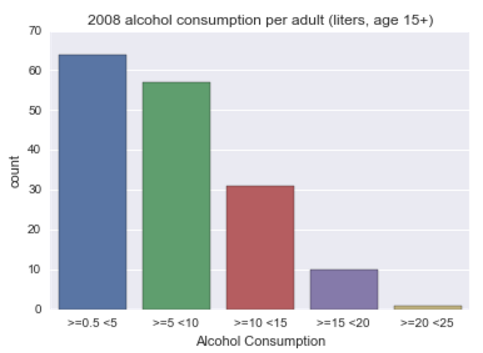 2008 alcohol consumption per adult (liters, age 15+)
70
60
50
40
30
20
10
0
count
>=0.5 <5 >=5 <10 >=10 <15 >=15 <20 >=20 <25
Alcohol Consumption